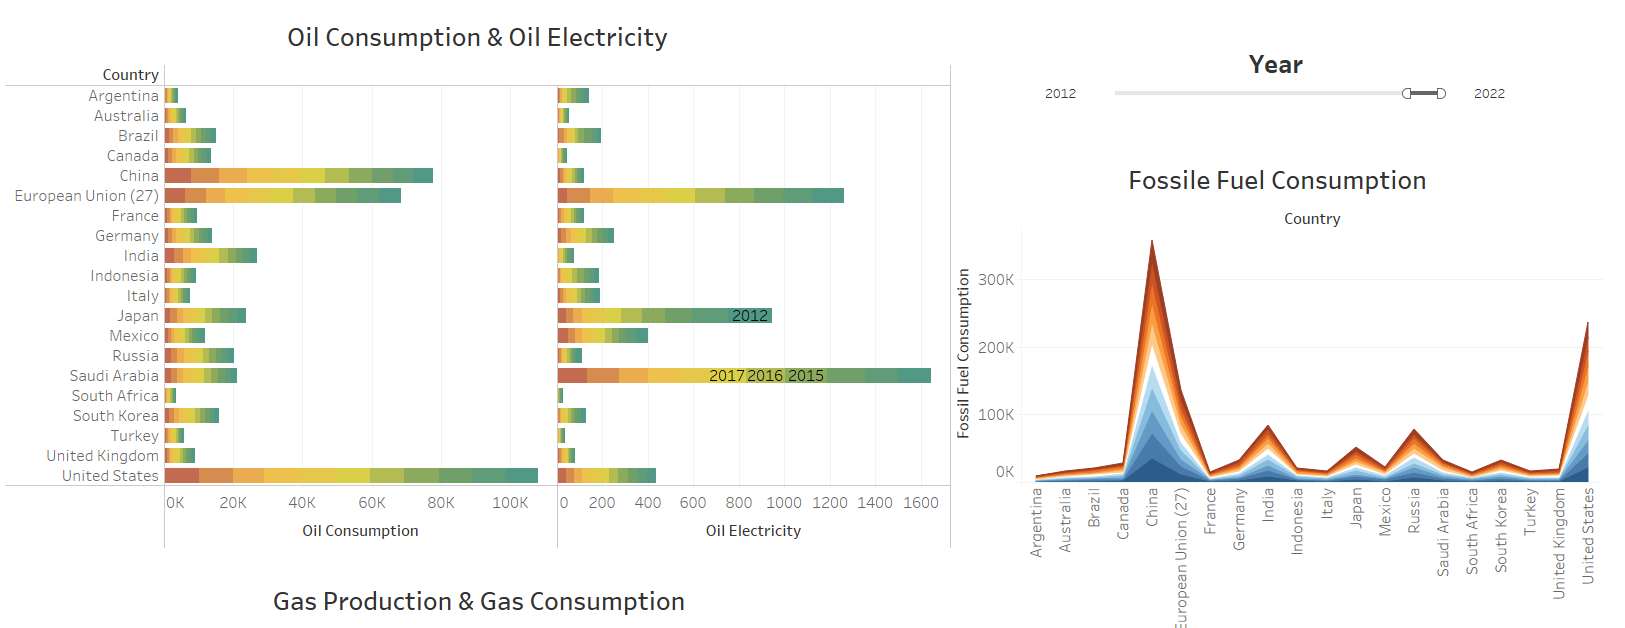 Oil Consumption & Oil Electricity
Country
Argentina
Australia
Brazil
Canada
China
European Union (27)
France
Germany
India
Indonesia
Italy
Japan 2012
Mexico
Russia
Saudi Arabia 2017 2016 2015
South Africa
South Korea
Turkey
United Kingdom
United States
0K 20K 40K 60K 80K 100K 0 200 400 600 800 1000 1200 1400 1600
Oil Consumption Oil Electricity
Gas Production & Gas Consumption
Year
2012 2022
Fossile Fuel Consumption
Country
Fossil Fuel Consumption
300K
200K
100K
0K
Argentina
Australia
Brazil
Canada
China
European Union (27)
France
Germany
India
Indonesia
Italy
Japan
Mexico
Russia
Saudi Arabia
South Africa
South Korea
Turkey
United Kingdom
United States